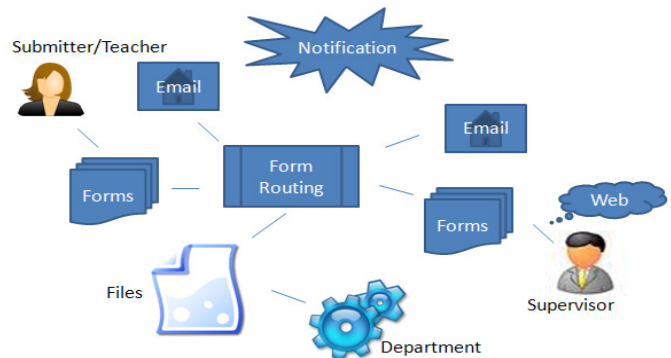 Submitter/Teacher
Notification
Email
Email
Form
Routing
Forms
Forms
Web
Files
Supervisor
Department